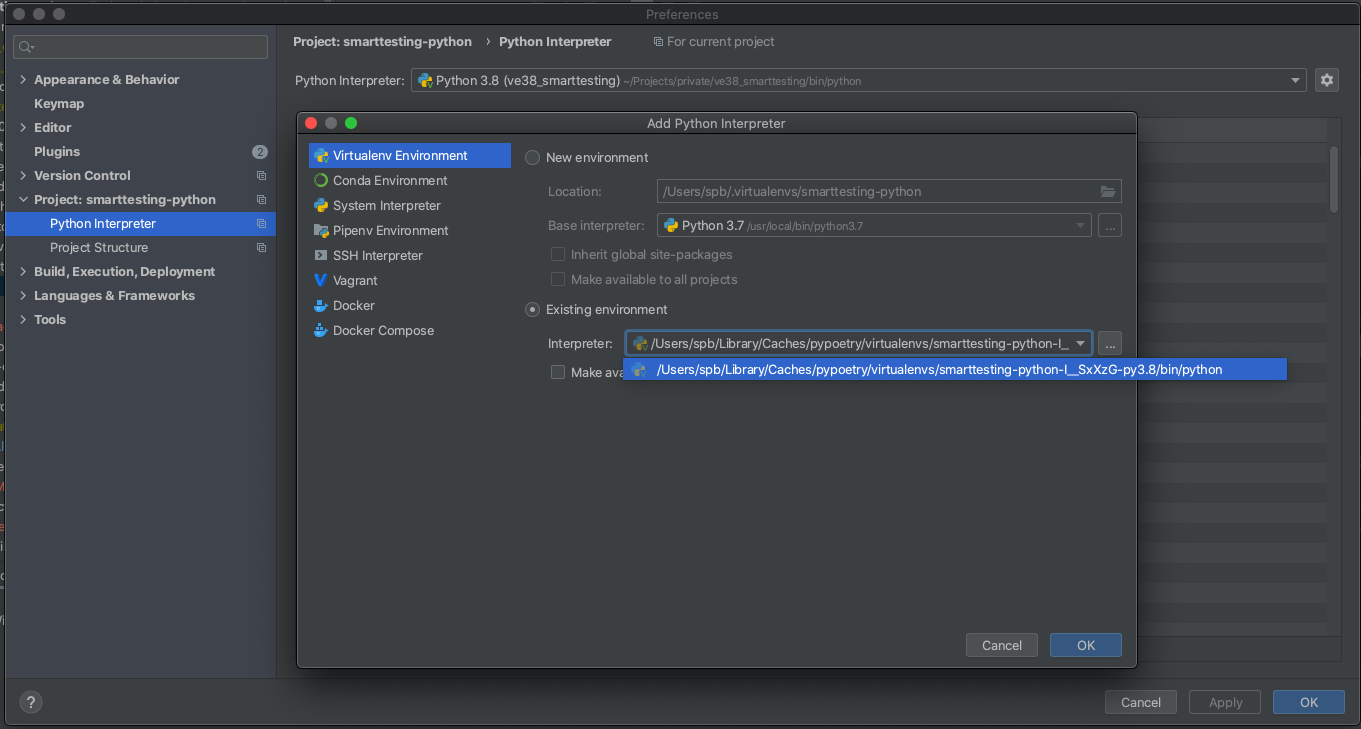 Preferences
Project: smarttesting-python › Python Interpreter For current project
Python Interpreter: Python 3.8 (ve38_smarttesting) ~/Projects/private/ve38_smarttesting/bin/python
Appearance & Behavior
Keymap
Editor
Plugins 2
Version Control
Project: smarttesting-python
Python Interpreter
Project Structure
Build, Execution, Deployment
Languages & Frameworks
Tools
Add Python Interpreter
Virtualenv Environment
Conda Environment
System Interpreter
Pipenv Environment
SSH Interpreter
Vagrant
Docker
Docker Compose
New environment
Location: /Users/spb/.virtualenvs/smarttesting-python
Base interpreter: Python 3.7 /usr/local/bin/python3.7 ...
Inherit global site-packages
Make available to all projects
Existing environment
Interpreter: /Users/spb/Library/Caches/pypoetry/virtualenvs/smarttesting-python-l_ ...
Make ava
/Users/spb/Library/Caches/pypoetry/virtualenvs/smarttesting-python-l__SxXzG-py3.8/bin/python
Cancel OK
? Cancel Apply OK